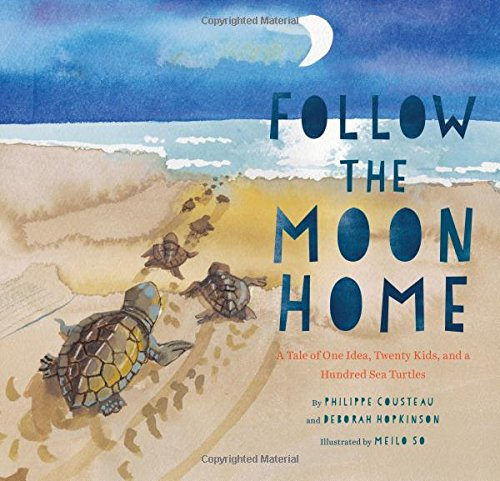 Copyrighted Material
FOLLOW
THE
MOON
HOME
A Tale of One Idea, Twenty Kids, and a
Hundred Sea Turtles
By PHILIPPE COUSTEAU
and DEBORAH HOPKINSON
Illustrated by MEILO SO
Copyrighted Material